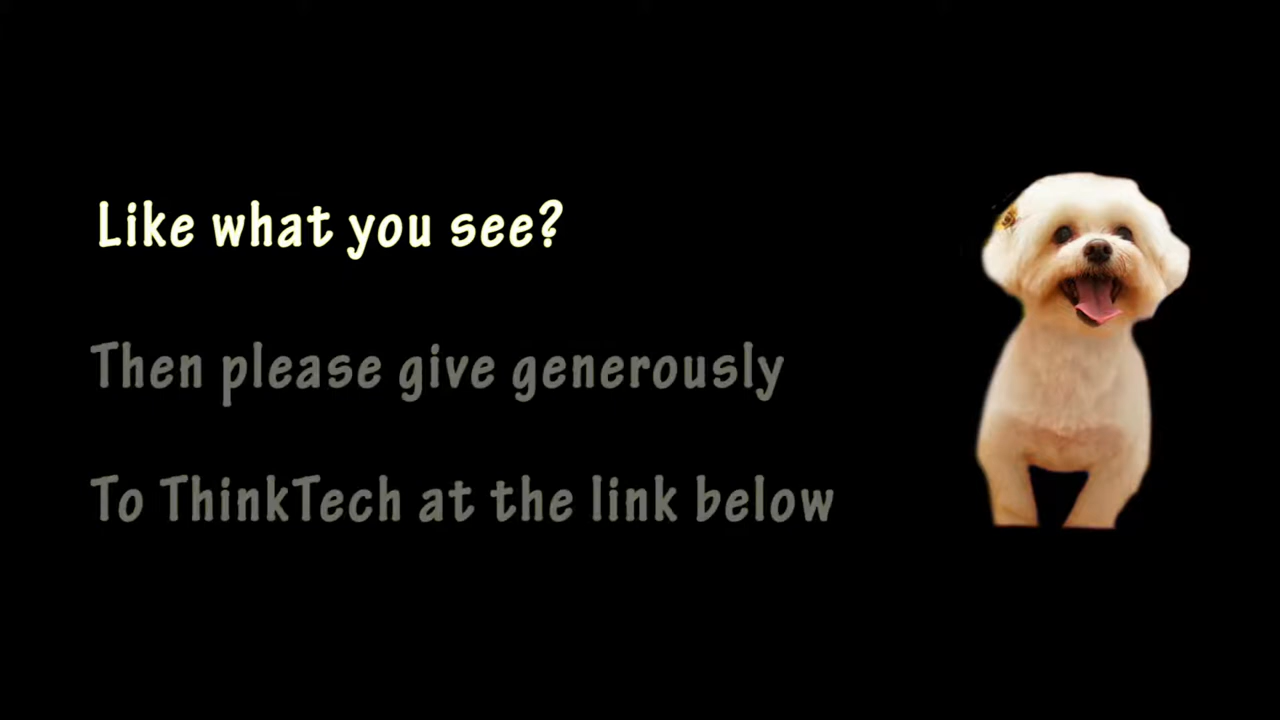 Like what you see?
Then please give generously
To ThinkTech at the link below